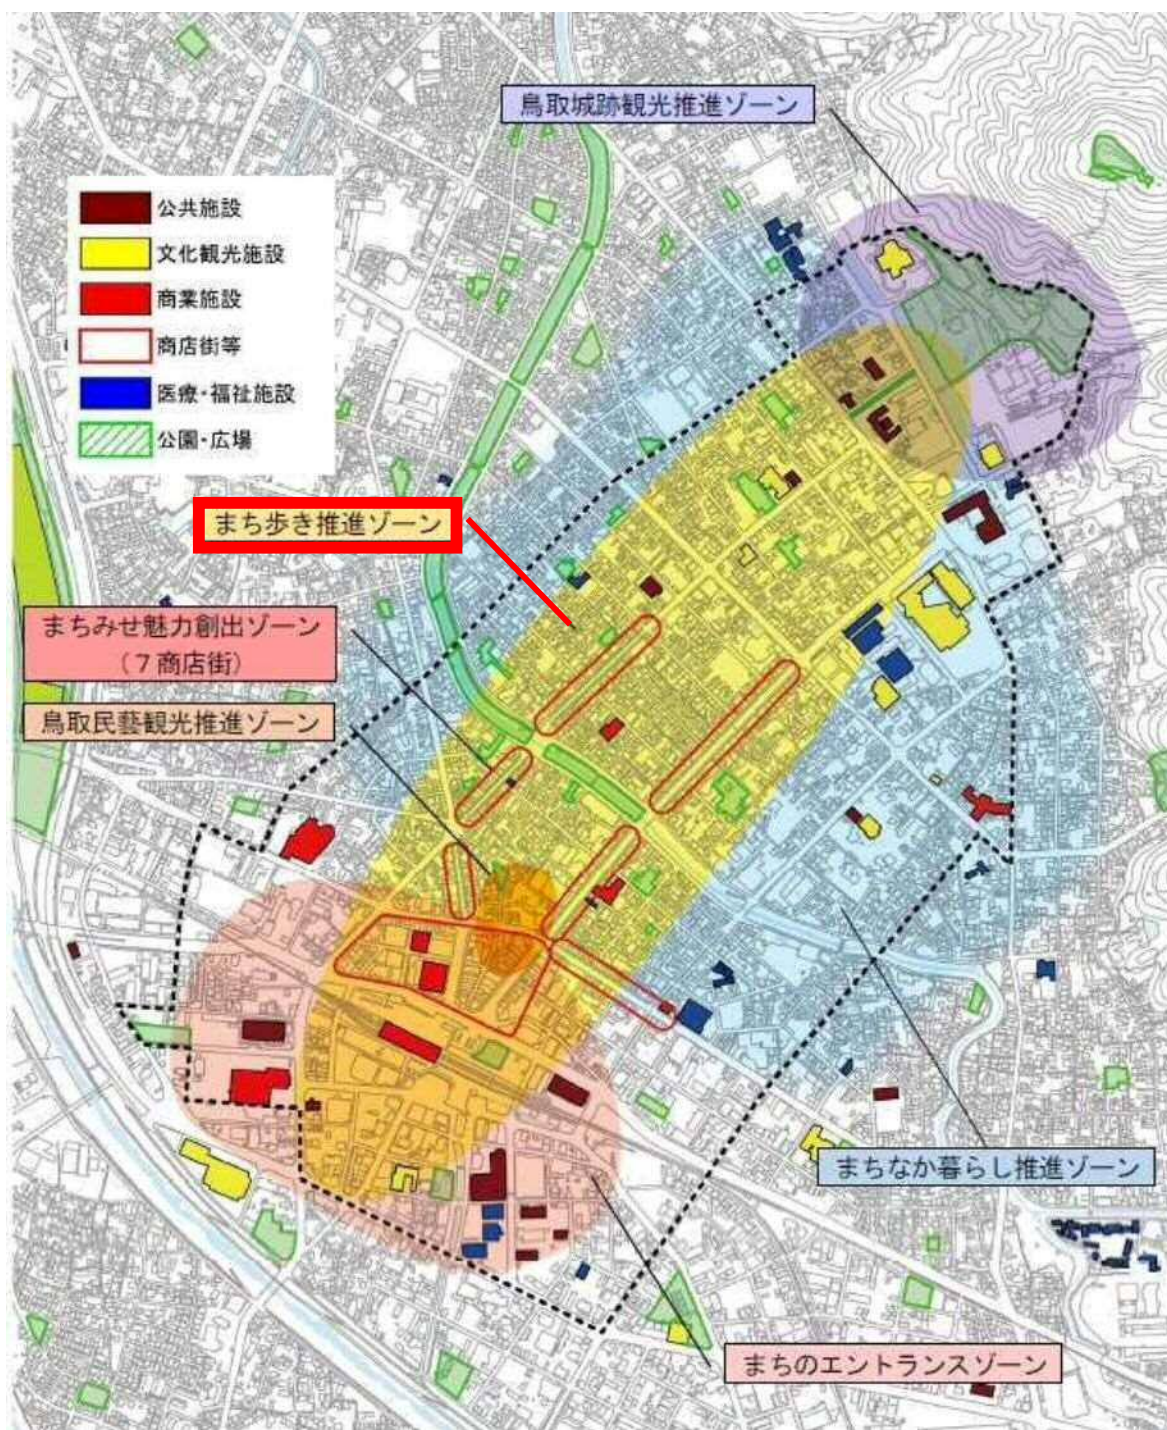 鳥取城跡観光推進ゾーン
公共施設
文化観光施設
商業施設
商店街等
医療・福祉施設
公園・広場
まち歩き推進ゾーン
まちみせ魅力創出ゾーン
（７商店街）
鳥取民藝観光推進ゾーン
まちなか暮らし推進ゾーン
まちのエントランスゾーン